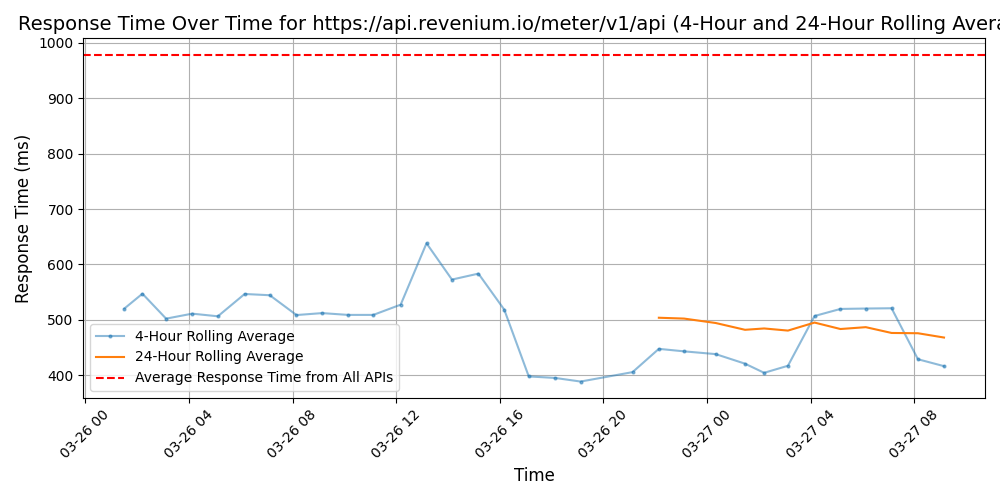 Response Time Over Time for https://api.revenium.io/meter/v1/api (4-Hour and 24-Hour Rolling Avera
Response Time (ms)
1000
900
800
700
600
500
400
4-Hour Rolling Average
24-Hour Rolling Average
Average Response Time from All APIs
03-26 00
03-26 04
03-26 08
03-26 12
03-26 16
03-26 20
03-27 00
03-27 04
03-27 08
Time